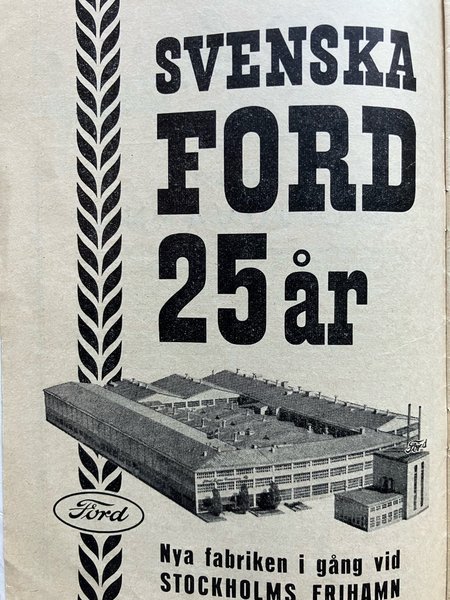 SVENSKA
FORD
25 år
Ford
Ford
Nya fabriken i gång vid
STOCKHOLMS FRIHAMN